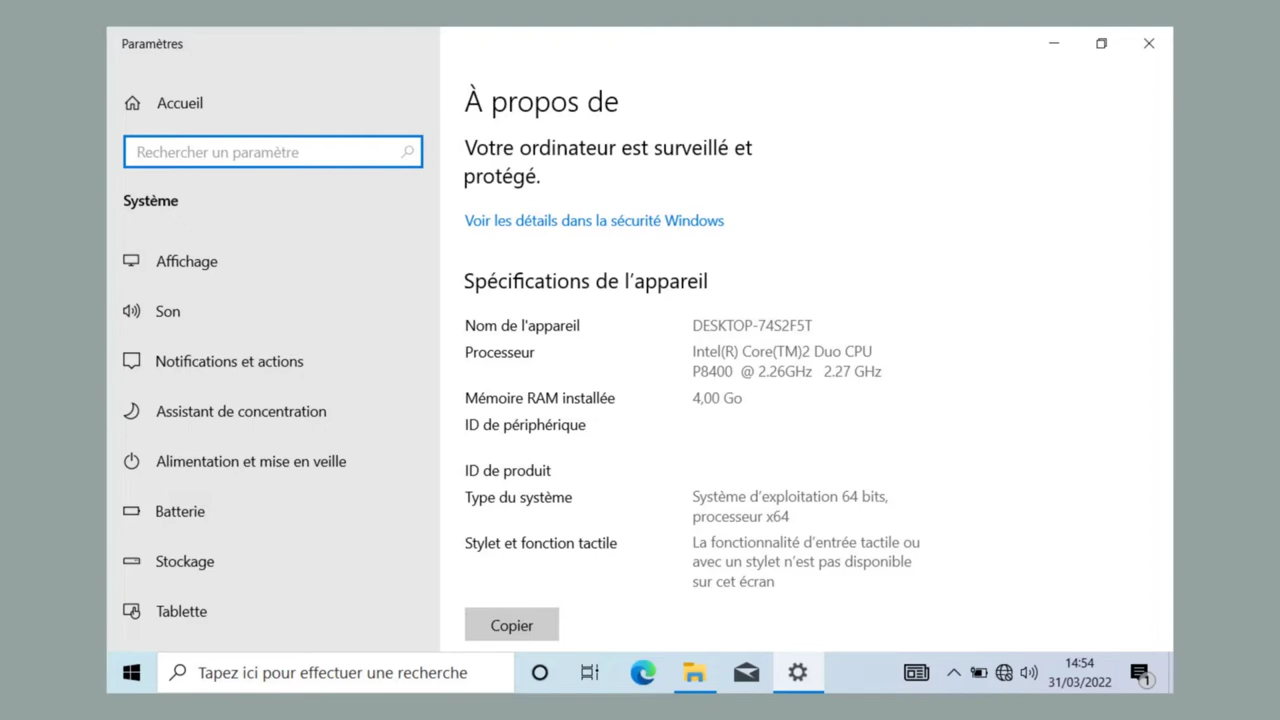 Paramètres
Accueil
Rechercher un paramètre
Système
Affichage
Son
Notifications et actions
Assistant de concentration
Alimentation et mise en veille
Batterie
Stockage
Tablette
À propos de
Votre ordinateur est surveillé et
protégé.
Voir les détails dans la sécurité Windows
Spécifications de l’appareil
Nom de l'appareil DESKTOP-74S2F5T
Processeur Intel(R) Core(TM)2 Duo CPU
P8400 @ 2.26GHz 2.27 GHz
Mémoire RAM installée 4,00 Go
ID de périphérique
ID de produit
Type du système Système d’exploitation 64 bits,
processeur x64
Stylet et fonction tactile La fonctionnalité d’entrée tactile ou
avec un stylet n’est pas disponible
sur cet écran
Copier
Tapez ici pour effectuer une recherche
14:54
31/03/2022
1